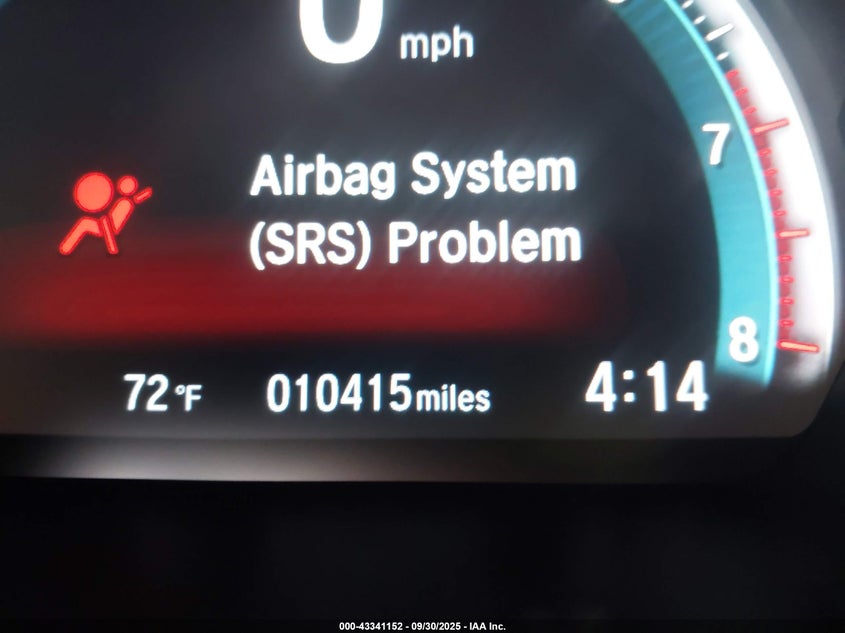 0 mph
7
Airbag System
(SRS) Problem
8
72 °F 010415 miles 4:14
000-43341152 - 09/30/2025 - IAA Inc.